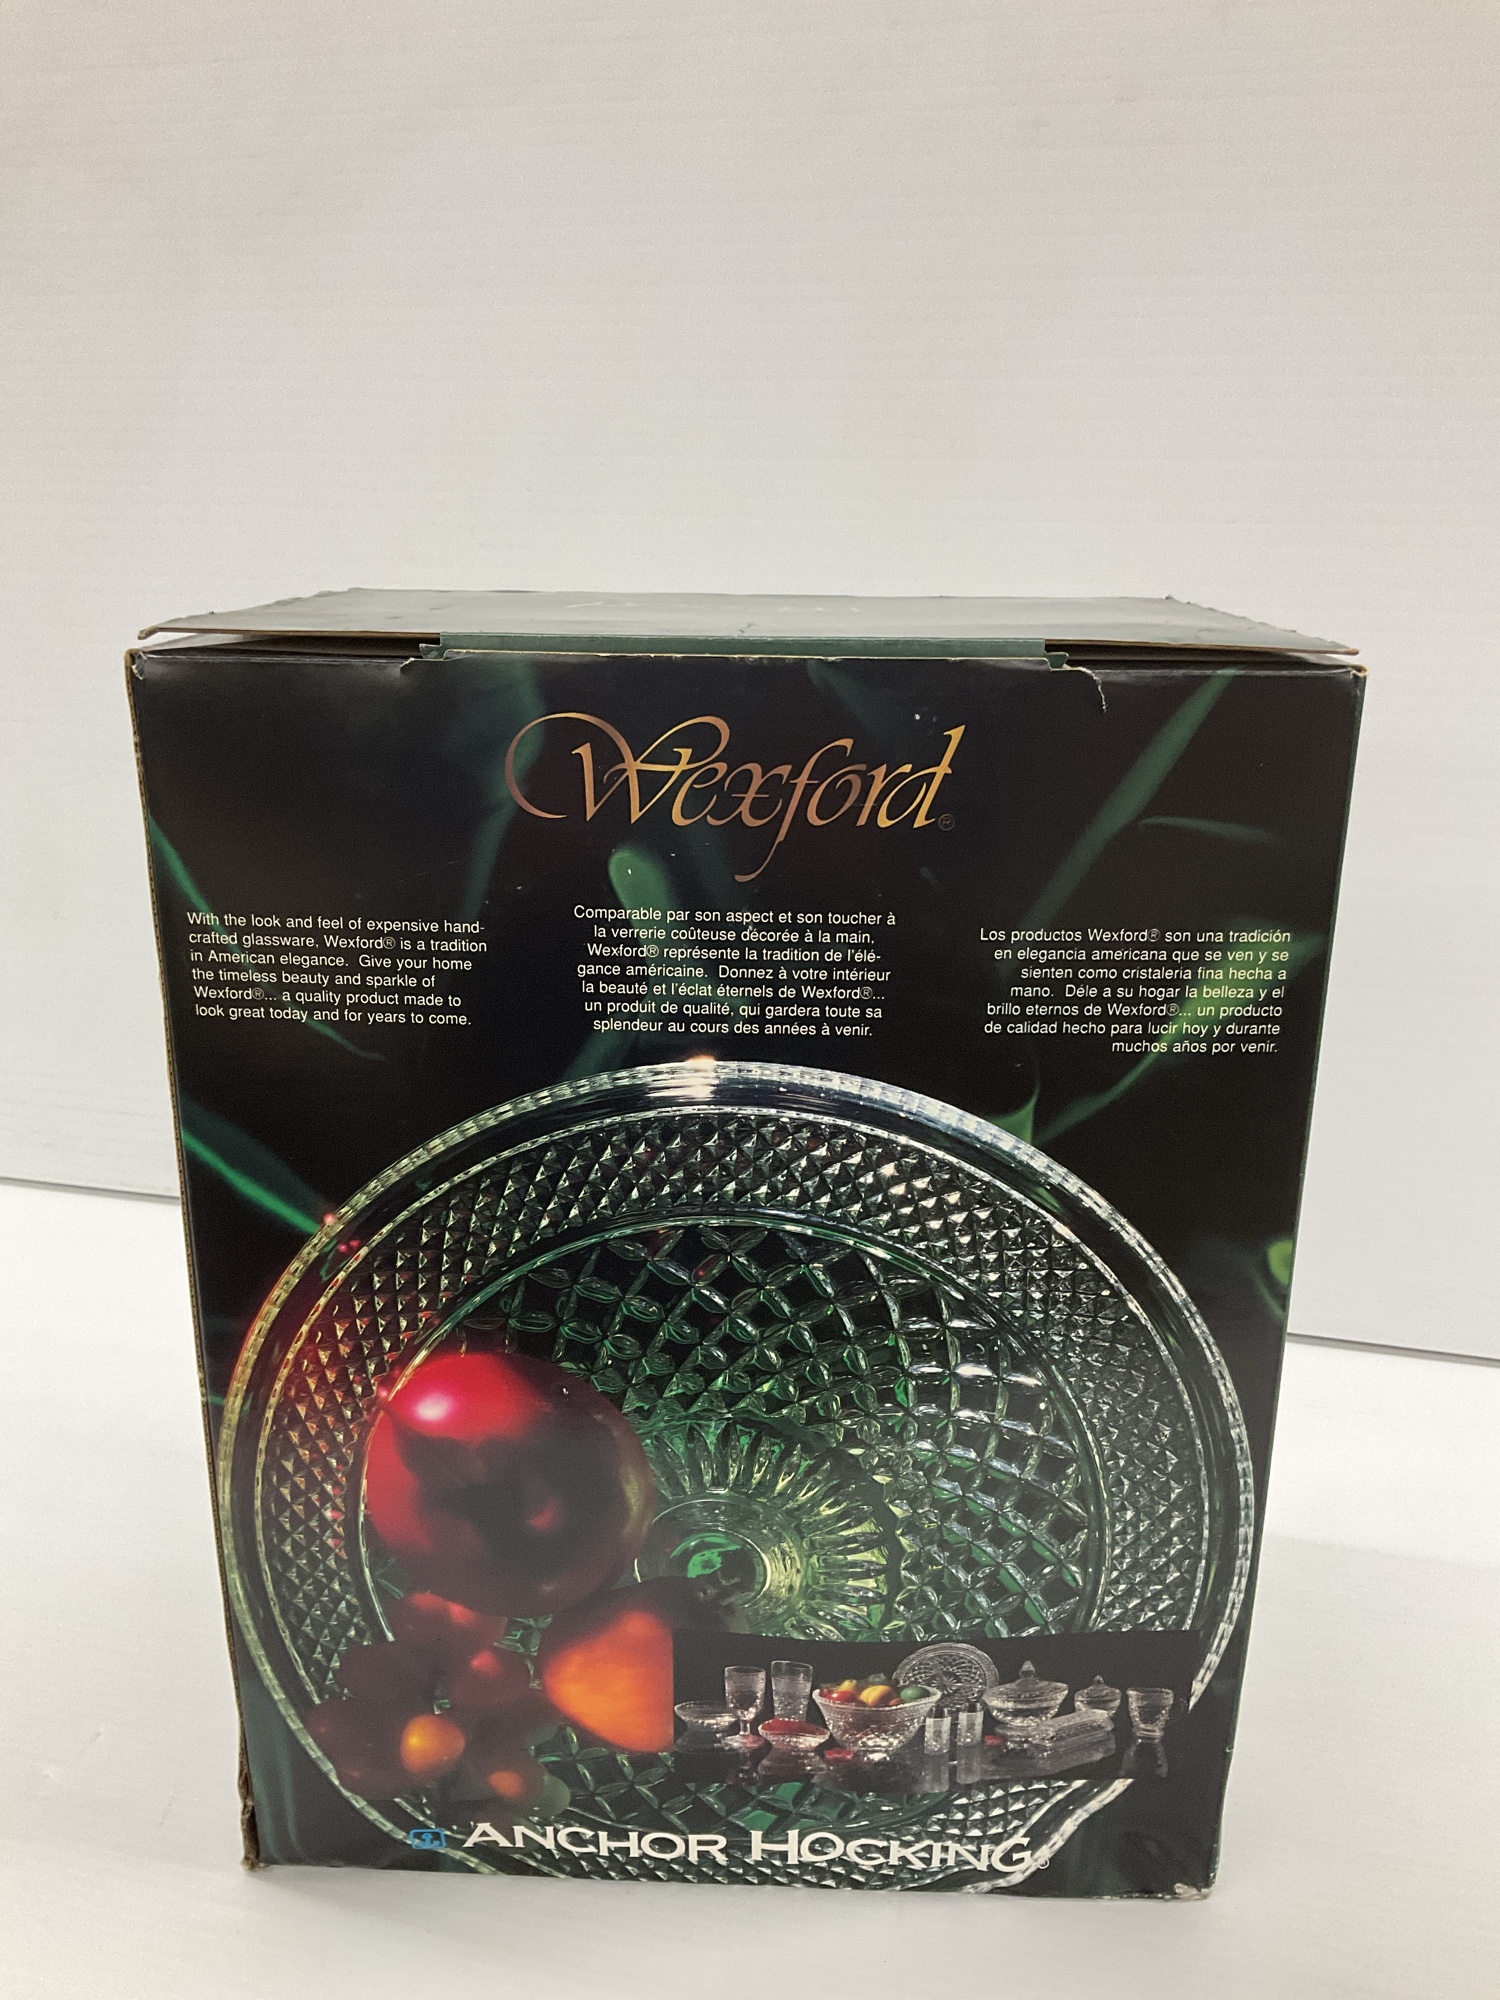 Wexford®
With the look and feel of expensive hand-
crafted glassware, Wexford® is a tradition
in American elegance. Give your home
the timeless beauty and sparkle of
Wexford®... a quality product made to
look great today and for years to come.
Comparable par son aspect et son toucher à
la verrerie coûteuse décorée à la main,
Wexford® représente la tradition de l'élé-
gance américaine. Donnez à votre intérieur
la beauté et l'éclat éternels de Wexford®...
un produit de qualité, qui gardera toute sa
splendeur au cours des années à venir.
Los productos Wexford® son una tradición
en elegancia americana que se ven y se
sienten como cristaleria fina hecha a
mano. Déle a su hogar la belleza y el
brillo eternos de Wexford®... un producto
de calidad hecho para lucir hoy y durante
muchos años por venir.
ANCHOR HOCKING®